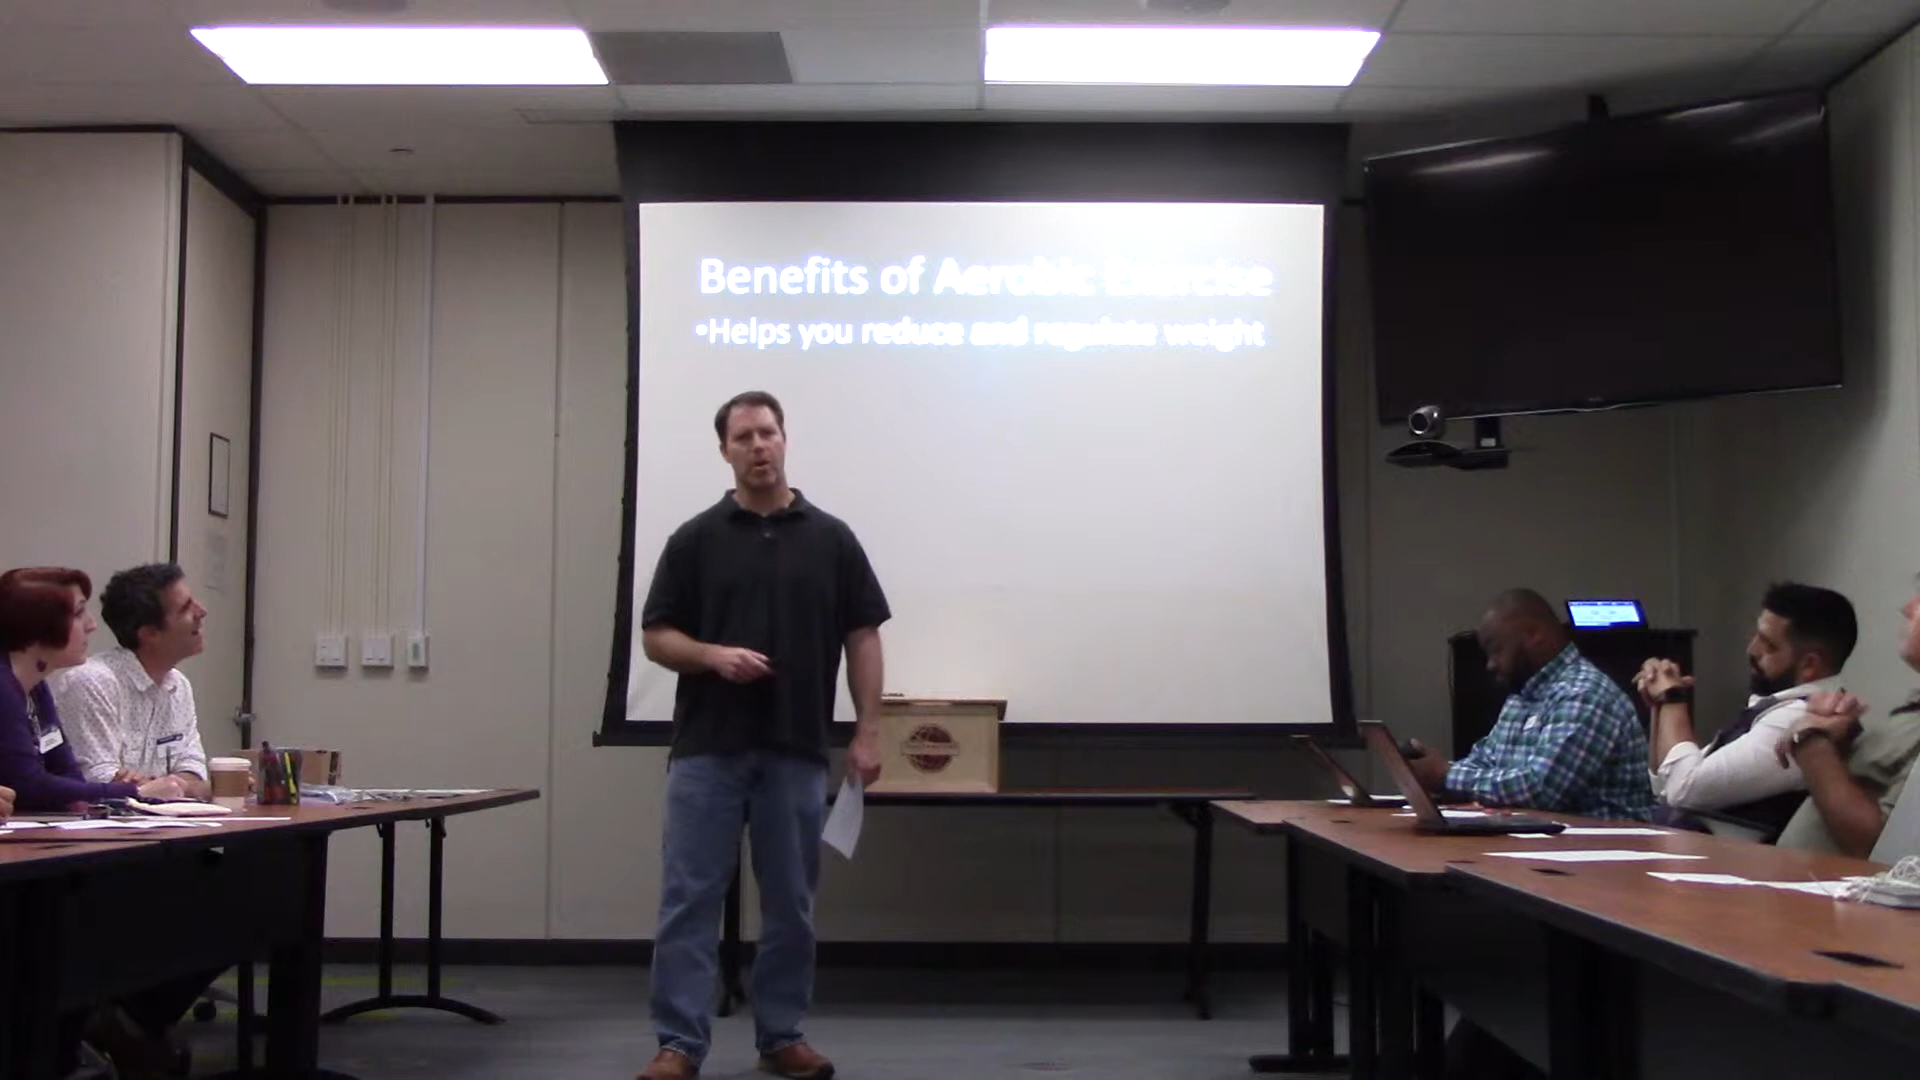 Benefits of Aerobic Exercise
•Helps you reduce and regulate weight